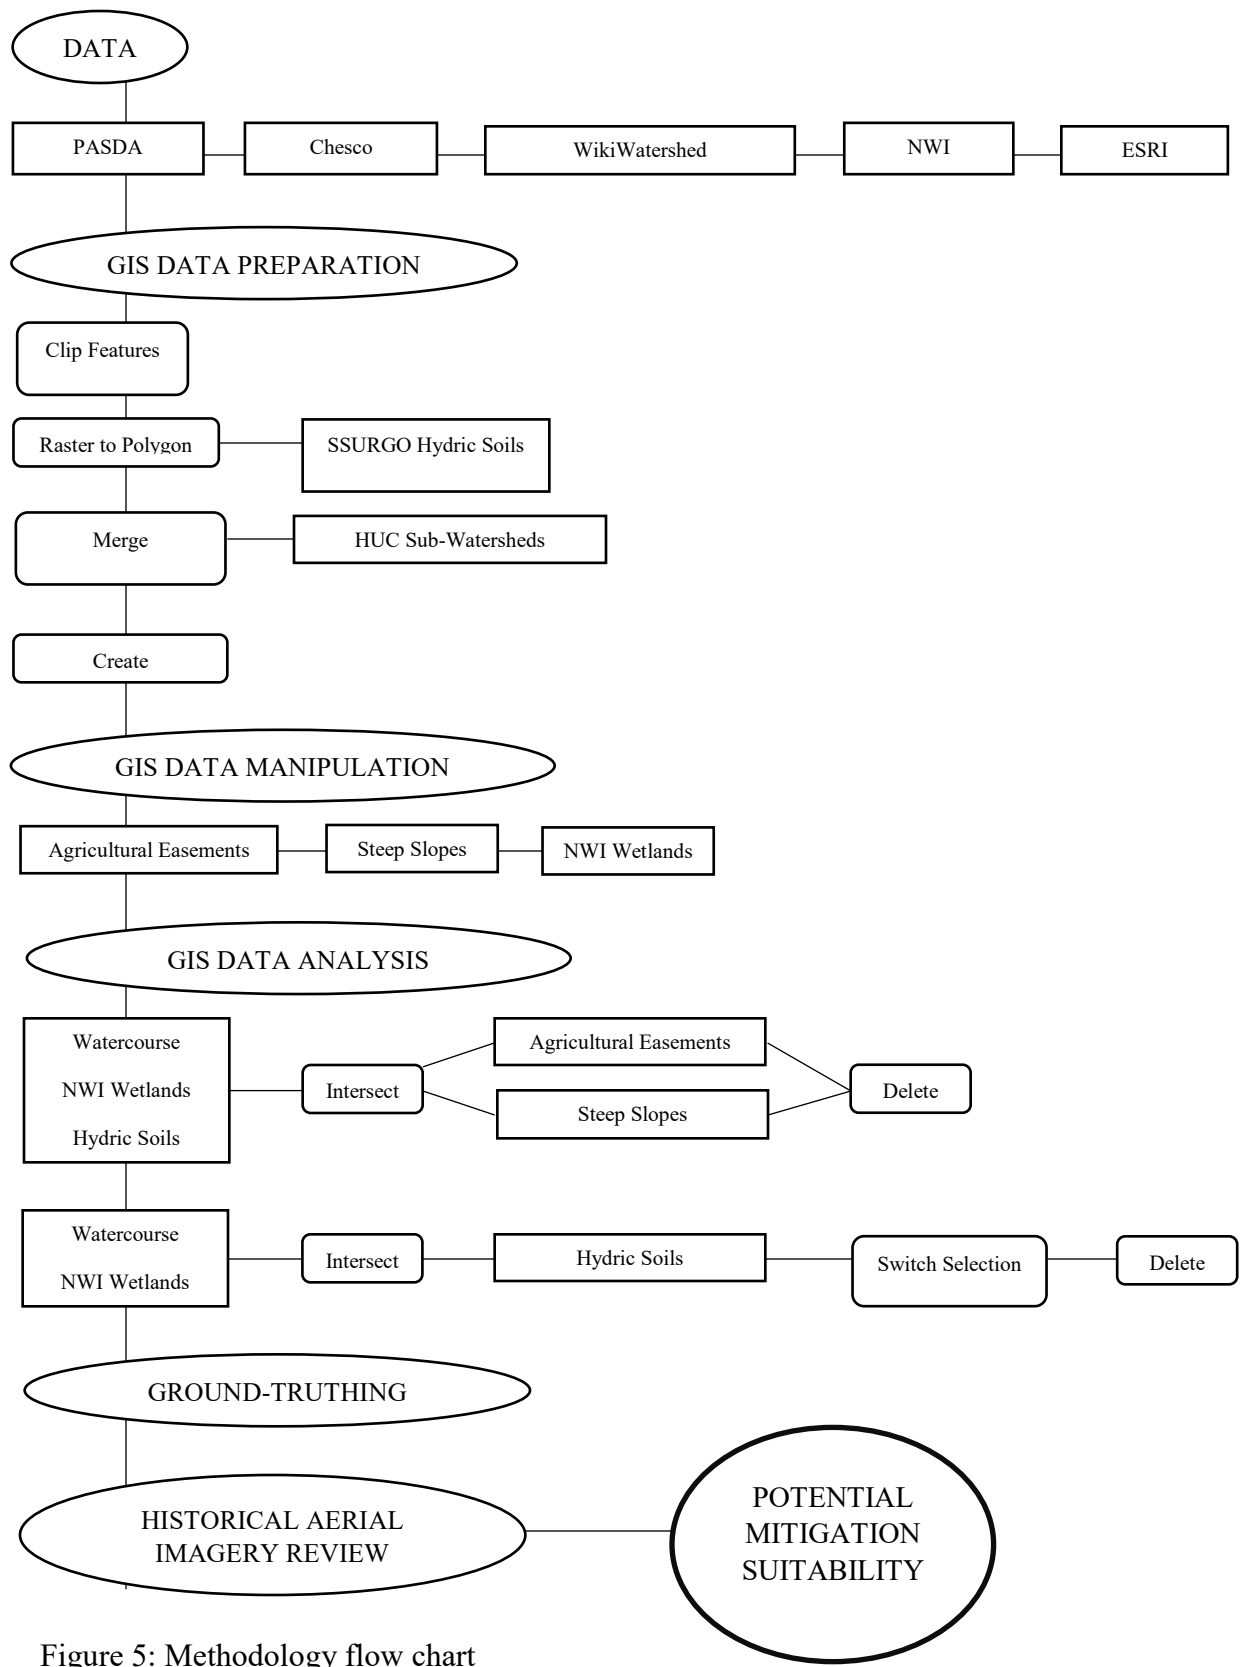 DATA
PASDA
Chesco
WikiWatershed
NWI
ESRI
GIS DATA PREPARATION
Clip Features
Raster to Polygon
SSURGO Hydric Soils
Merge
HUC Sub-Watersheds
Create
GIS DATA MANIPULATION
Agricultural Easements
Steep Slopes
NWI Wetlands
GIS DATA ANALYSIS
Watercourse
NWI Wetlands
Hydric Soils
Intersect
Agricultural Easements
Steep Slopes
Delete
Watercourse
NWI Wetlands
Intersect
Hydric Soils
Switch Selection
Delete
GROUND-TRUTHING
HISTORICAL AERIAL
IMAGERY REVIEW
POTENTIAL
MITIGATION
SUITABILITY
Figure 5: Methodology flow chart